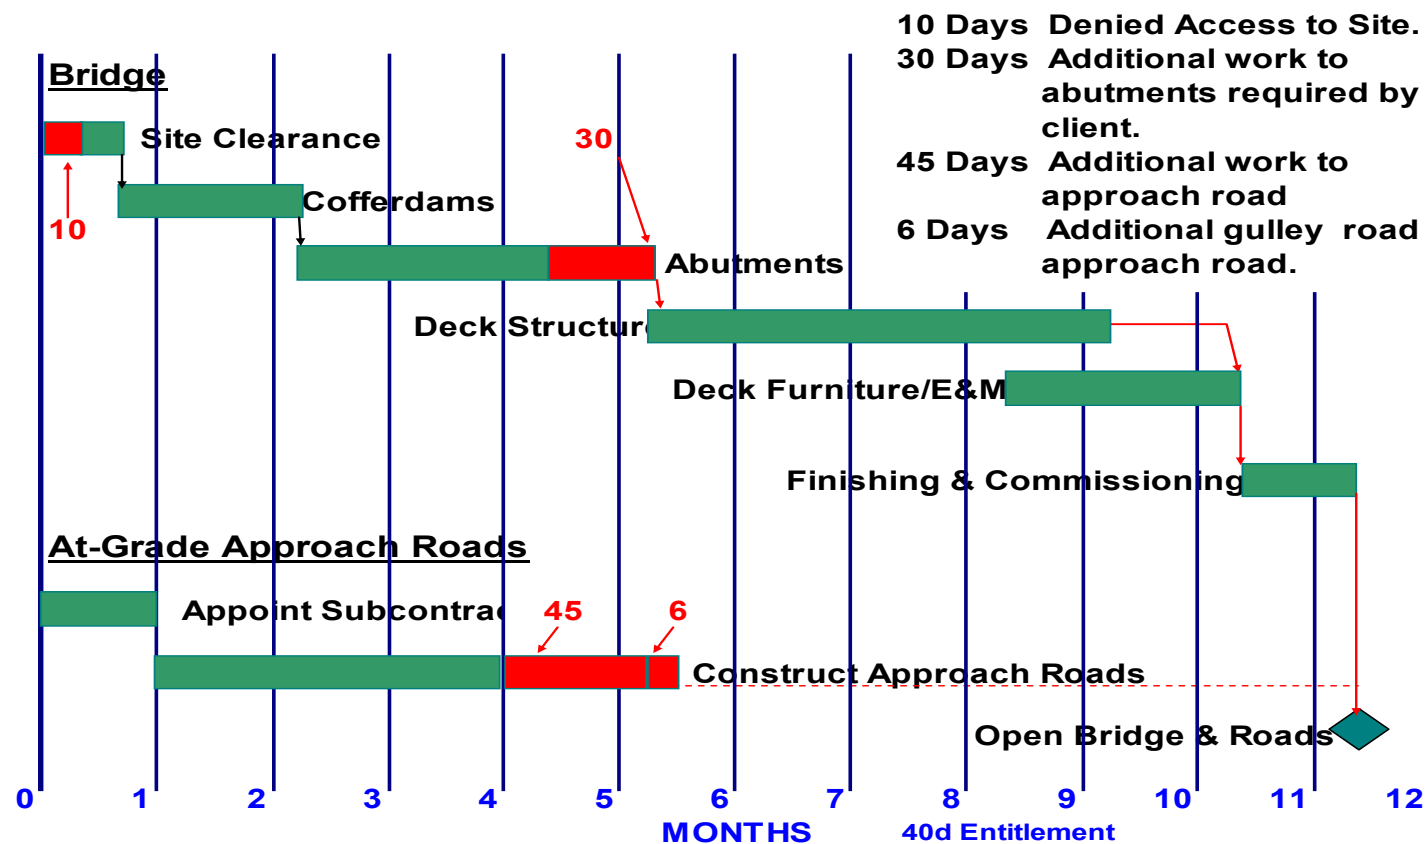 10 Days Denied Access to Site.
30 Days Additional work to
abutments required by
client.
45 Days Additional work to
approach road
6 Days Additional gulley road
approach road.
Bridge
Site Clearance
30
10
Cofferdams
Abutments
Deck Structure
Deck Furniture/E&M
Finishing & Commissioning
At-Grade Approach Roads
Appoint Subcontrac
45
6
Construct Approach Roads
Open Bridge & Roads
0 1 2 3 4 5 6 7 8 9 10 11 12
MONTHS
40d Entitlement